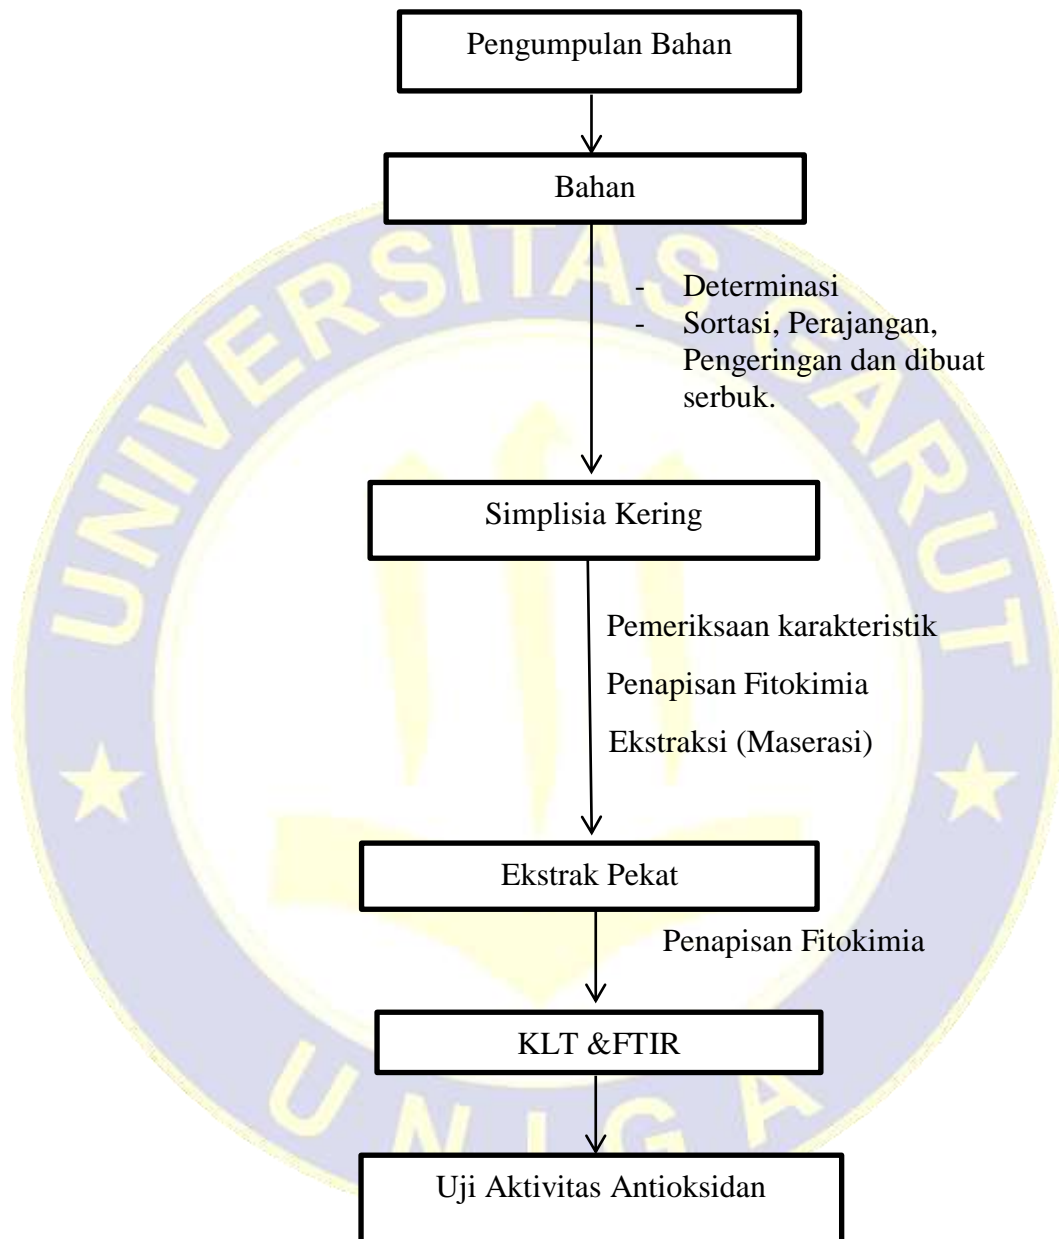 Pengumpulan Bahan
Bahan
- Determinasi
- Sortasi, Perajangan,
Pengeringan dan dibuat
serbuk.
Simplisia Kering
Pemeriksaan karakteristik
Penapisan Fitokimia
Ekstraksi (Maserasi)
Ekstrak Pekat
Penapisan Fitokimia
KLT &FTIR
Uji Aktivitas Antioksidan
UNIVERSITAS GARUT
UNIGA